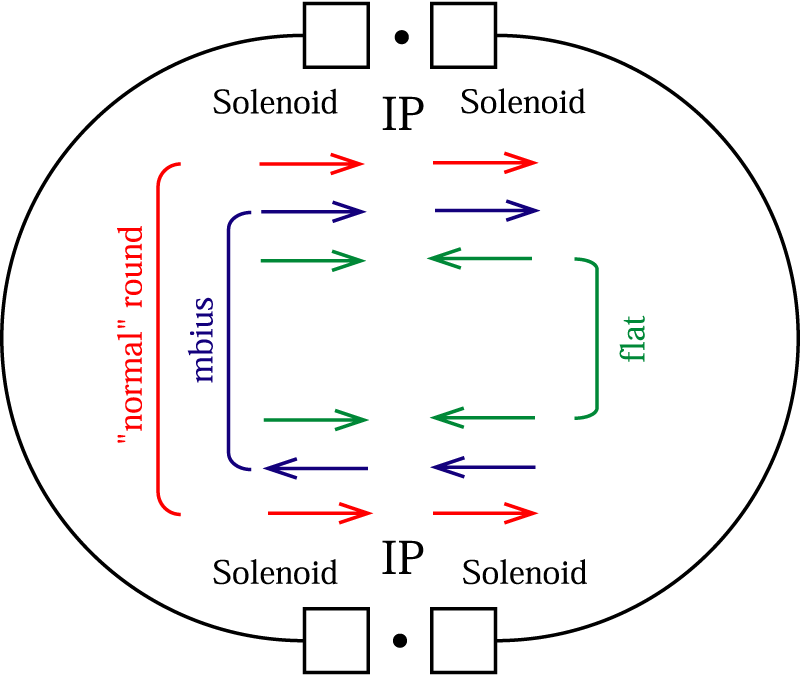 Solenoid
Solenoid
IP
"normal" round
mbius
flat
IP
Solenoid
Solenoid